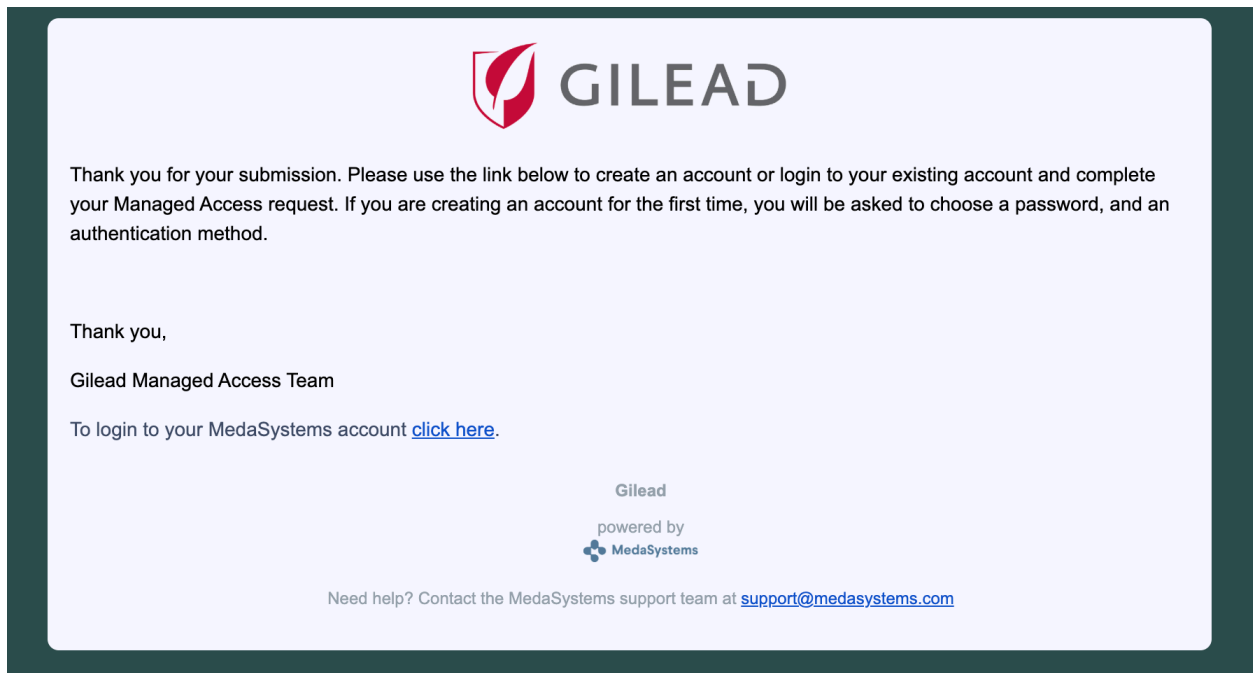 GILEAD
Thank you for your submission. Please use the link below to create an account or login to your existing account and complete
your Managed Access request. If you are creating an account for the first time, you will be asked to choose a password, and an
authentication method.
Thank you,
Gilead Managed Access Team
To login to your MedaSystems account click here.
Gilead
powered by
MedaSystems
Need help? Contact the MedaSystems support team at support@medasystems.com